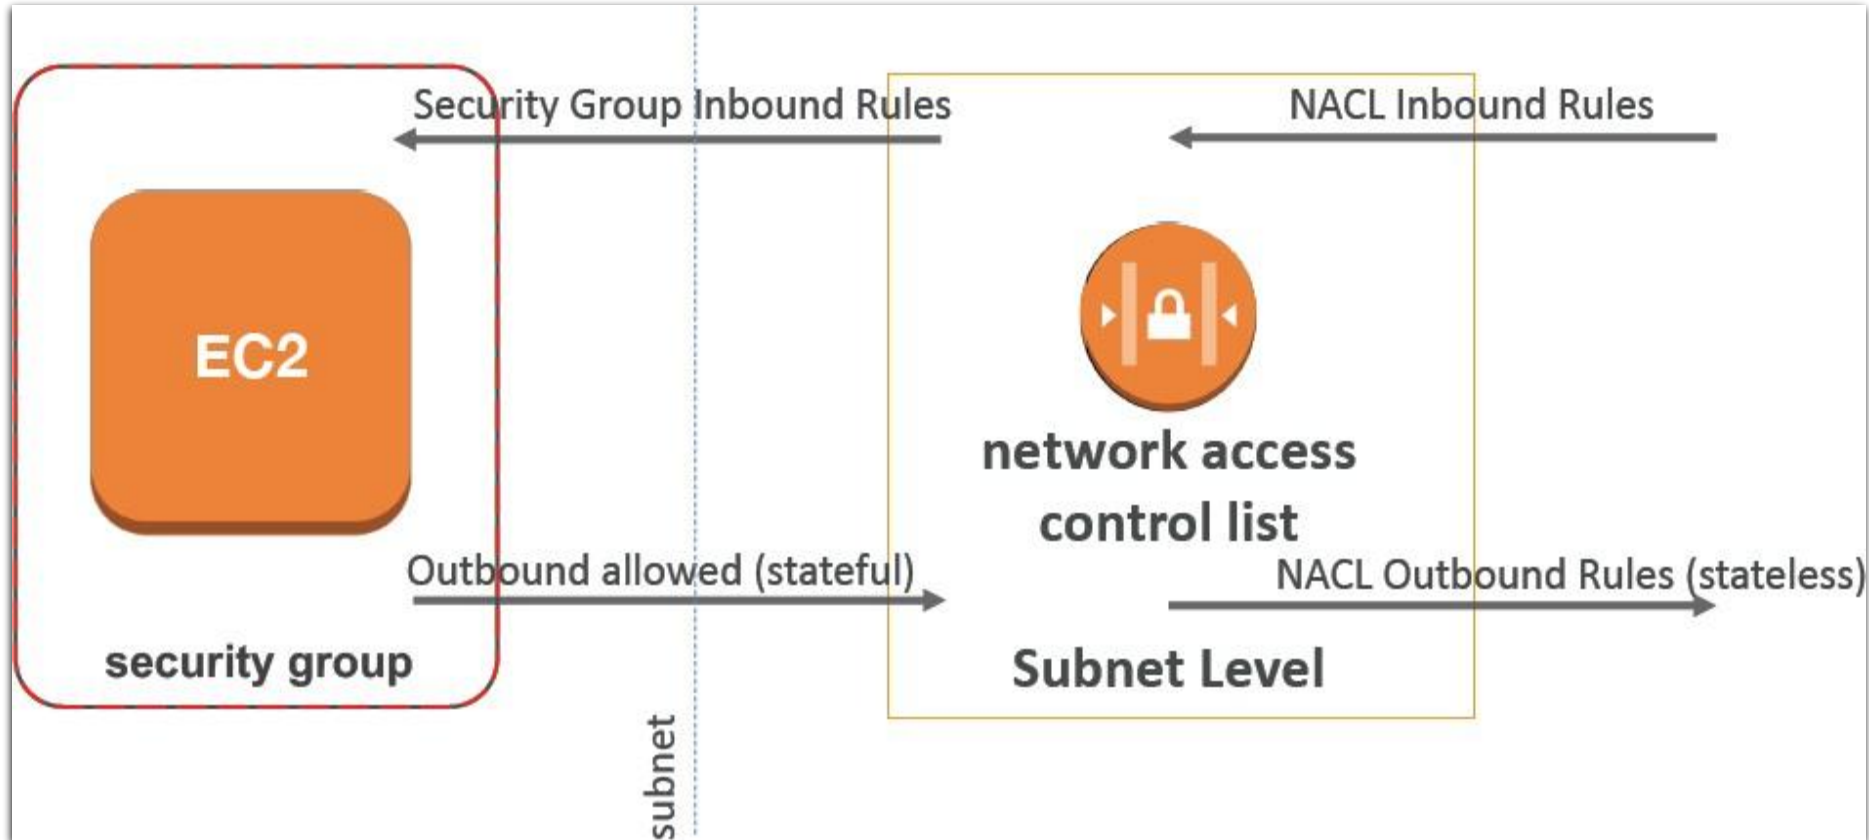 Security Group Inbound Rules
NACL Inbound Rules
EC2
network access
control list
Outbound allowed (stateful)
NACL Outbound Rules (stateless)
security group
Subnet Level
subnet